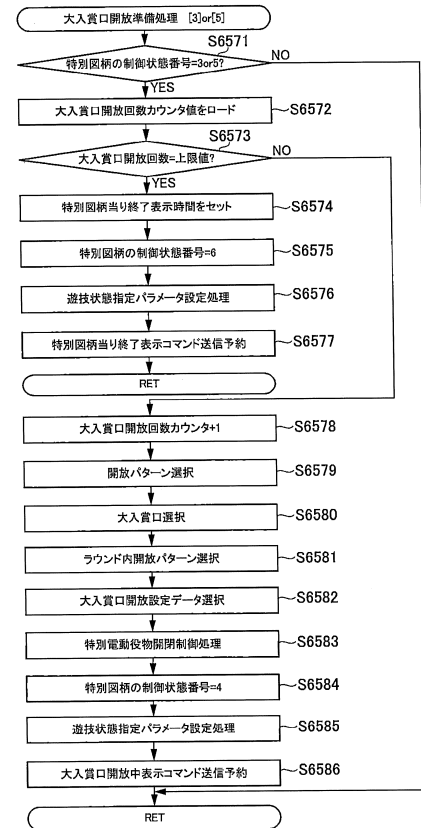 大入賞口開放準備処理 [3]or[5]
S6571
特別図柄の制御状態番号=3or5?
NO
YES
大入賞口開放回数カウンタ値をロード
S6572
S6573
大入賞口開放回数=上限値?
NO
YES
特別図柄当り終了表示時間をセット
S6574
特別図柄の制御状態番号=6
S6575
遊技状態指定パラメータ設定処理
S6576
特別図柄当り終了表示コマンド送信予約
S6577
RET
大入賞口開放回数カウンタ+1
S6578
開放パターン選択
S6579
大入賞口選択
S6580
ラウンド内開放パターン選択
S6581
大入賞口開放設定データ選択
S6582
特別電動役物開閉制御処理
S6583
特別図柄の制御状態番号=4
S6584
遊技状態指定パラメータ設定処理
S6585
大入賞口開放中表示コマンド送信予約
S6586
RET